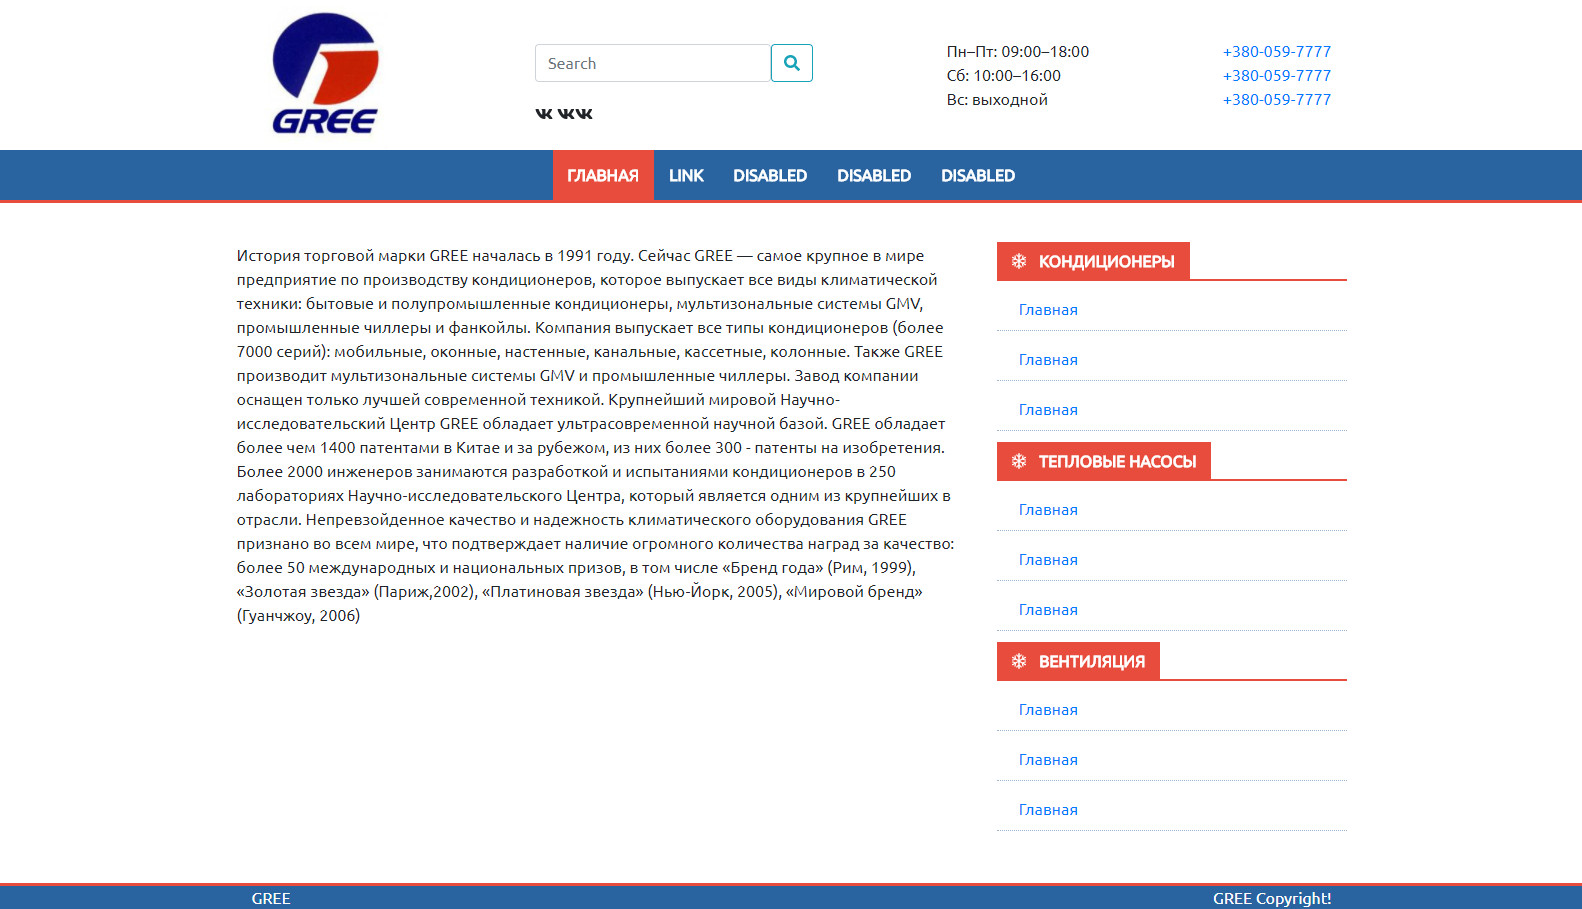 GREE
Search
Пн–Пт: 09:00–18:00
Сб: 10:00–16:00
Вс: выходной
+380-059-7777
+380-059-7777
+380-059-7777
ГЛАВНАЯ LINK DISABLED DISABLED DISABLED
История торговой марки GREE началась в 1991 году. Сейчас GREE — самое крупное в мире
предприятие по производству кондиционеров, которое выпускает все виды климатической
техники: бытовые и полупромышленные кондиционеры, мультизональные системы GMV,
промышленные чиллеры и фанкойлы. Компания выпускает все типы кондиционеров (более
7000 серий): мобильные, оконные, настенные, канальные, кассетные, колонные. Также GREE
производит мультизональные системы GMV и промышленные чиллеры. Завод компании
оснащен только лучшей современной техникой. Крупнейший мировой Научно-
исследовательский Центр GREE обладает ультрасовременной научной базой. GREE обладает
более чем 1400 патентами в Китае и за рубежом, из них более 300 - патенты на изобретения.
Более 2000 инженеров занимаются разработкой и испытаниями кондиционеров в 250
лабораториях Научно-исследовательского Центра, который является одним из крупнейших в
отрасли. Непревзойденное качество и надежность климатического оборудования GREE
признано во всем мире, что подтверждает наличие огромного количества наград за качество:
более 50 международных и национальных призов, в том числе «Бренд года» (Рим, 1999),
«Золотая звезда» (Париж,2002), «Платиновая звезда» (Нью-Йорк, 2005), «Мировой бренд»
(Гуанчжоу, 2006)
КОНДИЦИОНЕРЫ
Главная
Главная
Главная
ТЕПЛОВЫЕ НАСОСЫ
Главная
Главная
Главная
ВЕНТИЛЯЦИЯ
Главная
Главная
Главная
GREE
GREE Copyright!